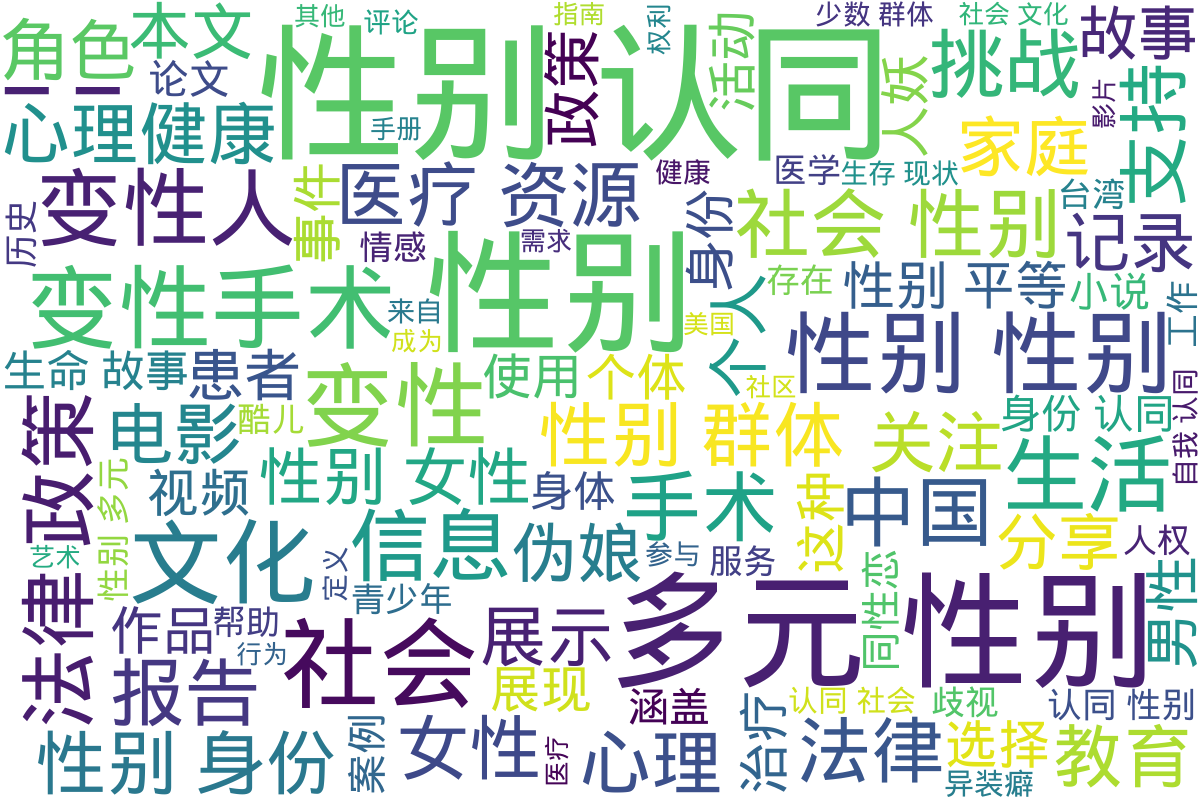 角色
本文
其他
评论
性别认同
政策
指南
权利
活动
少数 群体
社会 文化
故事
论文
人妖
挑战
影片
支持
心理健康
手册
家庭
变性人
事件
医疗 资源
健康
医学
生存 现状
台湾
历史
情感
需求
身份
社会 性别
记录
变性手术
来自
成为
性别
美国
个人
存在
性别 平等
小说
工作
生命 故事
患者
变性
使用
个体
社区
性别 性别
政策
电影
酷儿
性别 群体
关注
身份 认同
自我 认同
性别 多元
视频
性别 女性
身体
手术
这种
中国
生活
艺术
文化
定义
信息
伪娘
参与
服务
分享
人权
法律
作品
帮助
行为
青少年
社会
展示
多元 性别
同性恋
男性
报告
展现
涵盖
认同 社会
歧视
认同 性别
性别 身份
案例
女性
医疗
心理
治疗
法律
选择
异装癖
教育